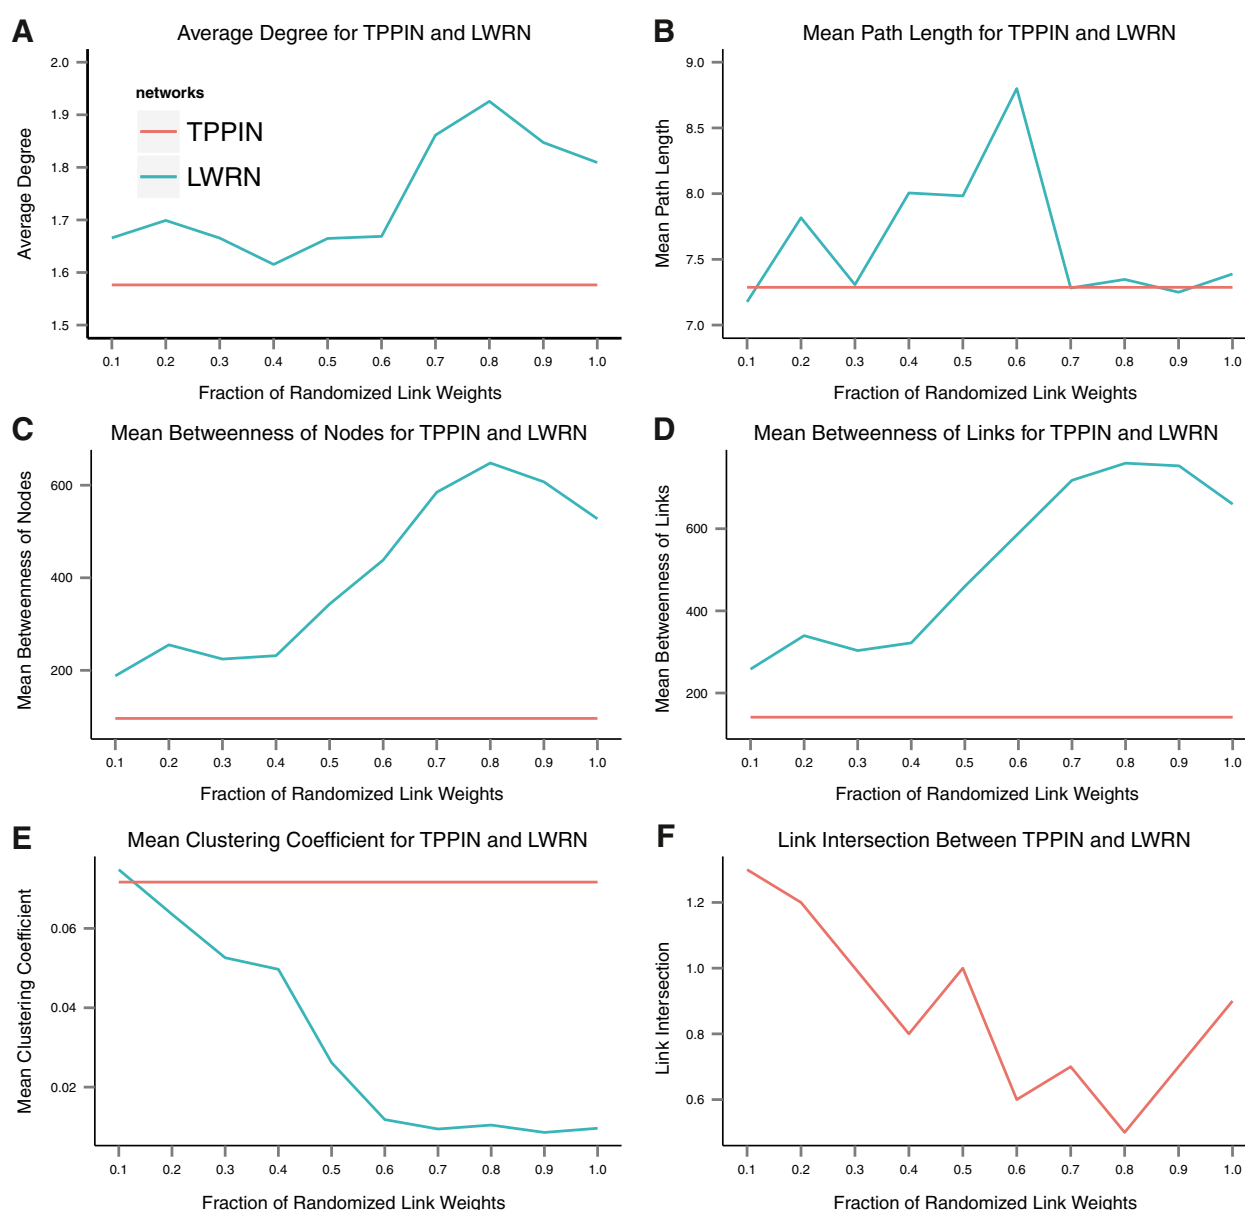 A
Average Degree for TPPIN and LWRN
Average Degree
2.0
1.9
1.8
1.7
1.6
1.5
networks
TPPIN
LWRN
0.1 0.2 0.3 0.4 0.5 0.6 0.7 0.8 0.9 1.0
Fraction of Randomized Link Weights
B
Mean Path Length for TPPIN and LWRN
Mean Path Length
9.0
8.5
8.0
7.5
7.0
0.1 0.2 0.3 0.4 0.5 0.6 0.7 0.8 0.9 1.0
Fraction of Randomized Link Weights
C
Mean Betweenness of Nodes for TPPIN and LWRN
Mean Betweenness of Nodes
600
400
200
0.1 0.2 0.3 0.4 0.5 0.6 0.7 0.8 0.9 1.0
Fraction of Randomized Link Weights
D
Mean Betweenness of Links for TPPIN and LWRN
Mean Betweenness of Links
600
400
200
0.1 0.2 0.3 0.4 0.5 0.6 0.7 0.8 0.9 1.0
Fraction of Randomized Link Weights
E
Mean Clustering Coefficient for TPPIN and LWRN
Mean Clustering Coefficient
0.06
0.04
0.02
0.1 0.2 0.3 0.4 0.5 0.6 0.7 0.8 0.9 1.0
Fraction of Randomized Link Weights
F
Link Intersection Between TPPIN and LWRN
Link Intersection
1.2
1.0
0.8
0.6
0.1 0.2 0.3 0.4 0.5 0.6 0.7 0.8 0.9 1.0
Fraction of Randomized Link Weights